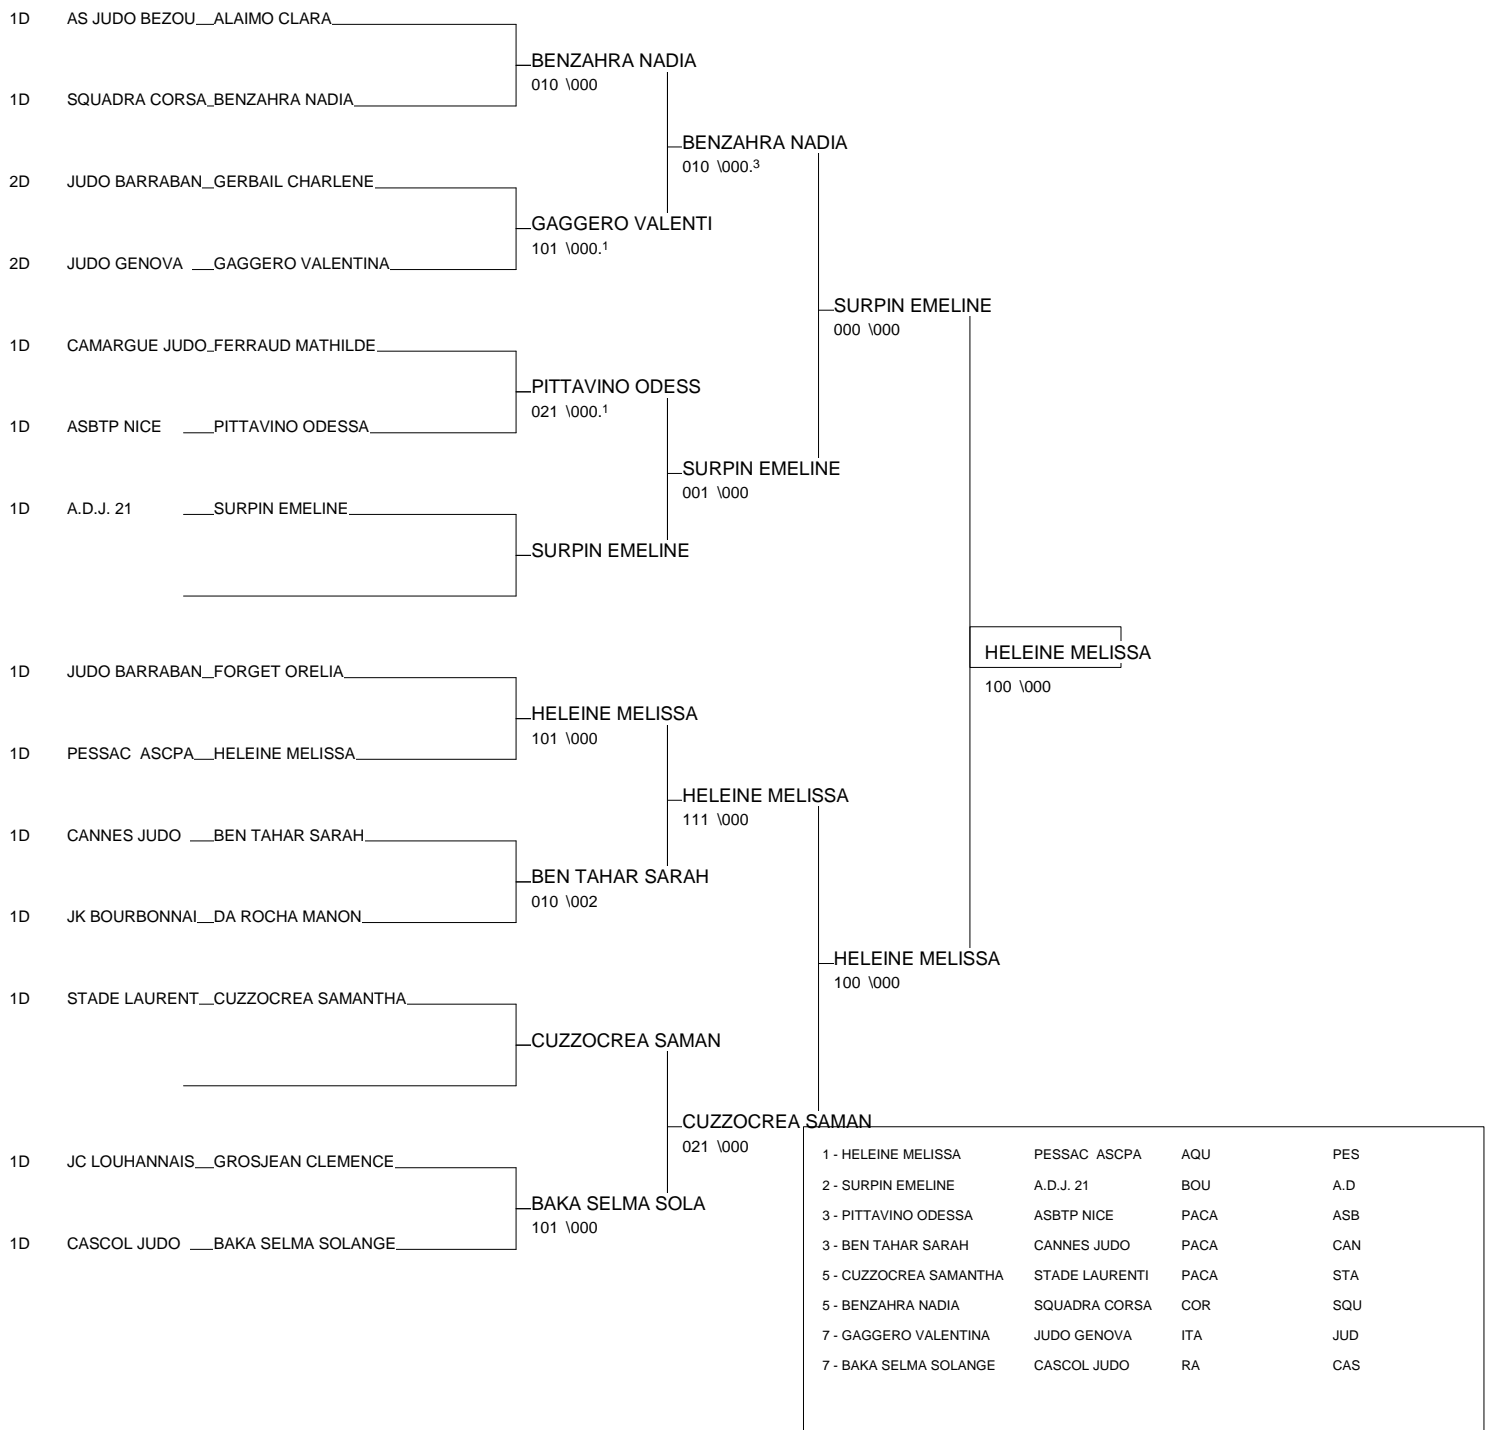 1D AS JUDO BEZOU ALAIMO CLARA
BENZAHRA NADIA
010 \000
1D SQUADRA CORSA BENZAHRA NADIA
BENZAHRA NADIA
010 \000.3
2D JUDO BARRABAN GERBAIL CHARLENE
GAGGERO VALENTI
101 \000.1
2D JUDO GENOVA GAGGERO VALENTINA
SURPIN EMELINE
000 \000
1D CAMARGUE JUDO FERRAUD MATHILDE
PITTAVINO ODESS
021 \000.1
1D ASBTP NICE PITTAVINO ODESSA
SURPIN EMELINE
001 \000
1D A.D.J. 21 SURPIN EMELINE
SURPIN EMELINE
HELEINE MELISSA
100 \000
1D JUDO BARRABAN FORGET ORELIA
HELEINE MELISSA
101 \000
1D PESSAC ASCPA HELEINE MELISSA
HELEINE MELISSA
111 \000
1D CANNES JUDO BEN TAHAR SARAH
BEN TAHAR SARAH
010 \002
1D JK BOURBONNAI DA ROCHA MANON
HELEINE MELISSA
100 \000
1D STADE LAURENT CUZZOCREA SAMANTHA
CUZZOCREA SAMAN
CUZZOCREA SAMAN
021 \000
1D JC LOUHANNAIS GROSJEAN CLEMENCE
BAKA SELMA SOLA
101 \000
1D CASCOL JUDO BAKA SELMA SOLANGE
1 - HELEINE MELISSA PESSAC ASCPA AQU PES
2 - SURPIN EMELINE A.D.J. 21 BOU A.D
3 - PITTAVINO ODESSA ASBTP NICE PACA ASB
3 - BEN TAHAR SARAH CANNES JUDO PACA CAN
5 - CUZZOCREA SAMANTHA STADE LAURENTI PACA STA
5 - BENZAHRA NADIA SQUADRA CORSA COR SQU
7 - GAGGERO VALENTINA JUDO GENOVA ITA JUD
7 - BAKA SELMA SOLANGE CASCOL JUDO RA CAS